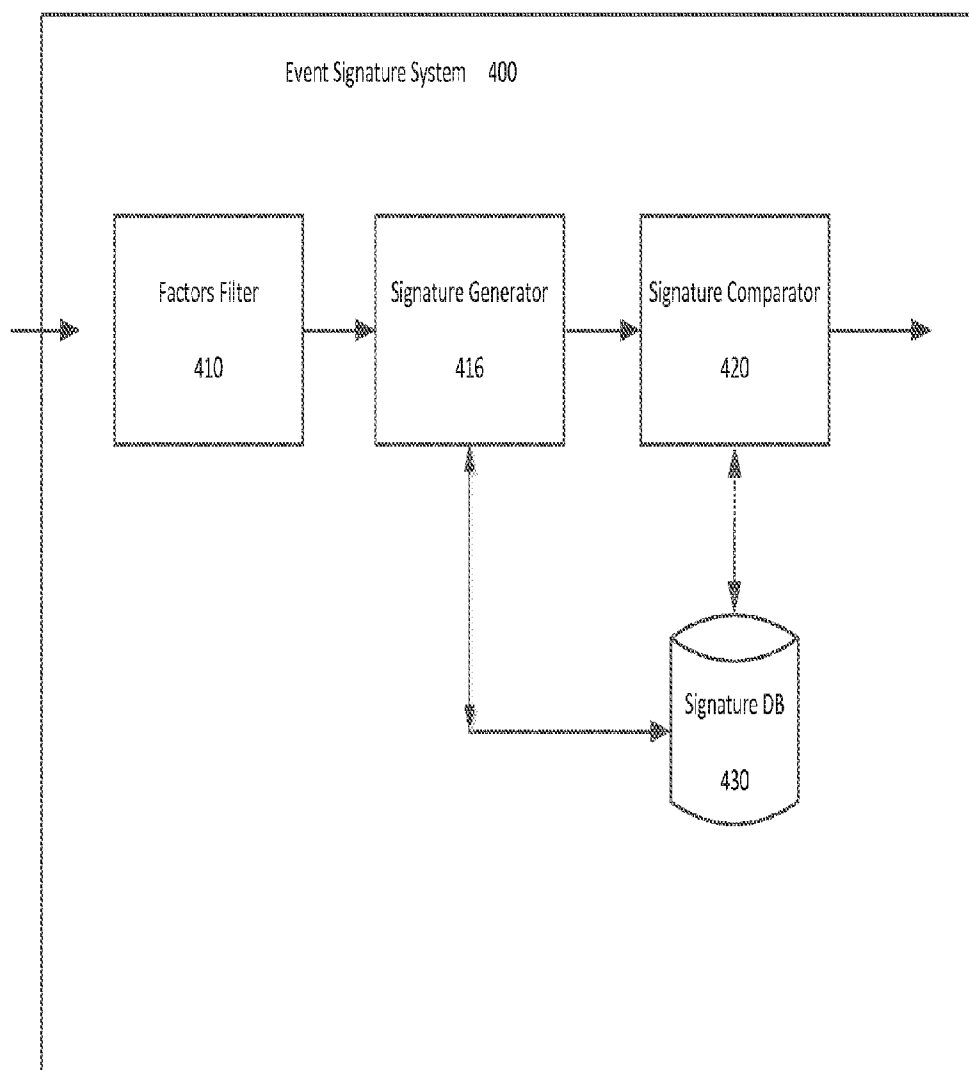 Event Signature System 400
Factors Filter
410
Signature Generator
416
Signature Comparator
420
Signature DB
430